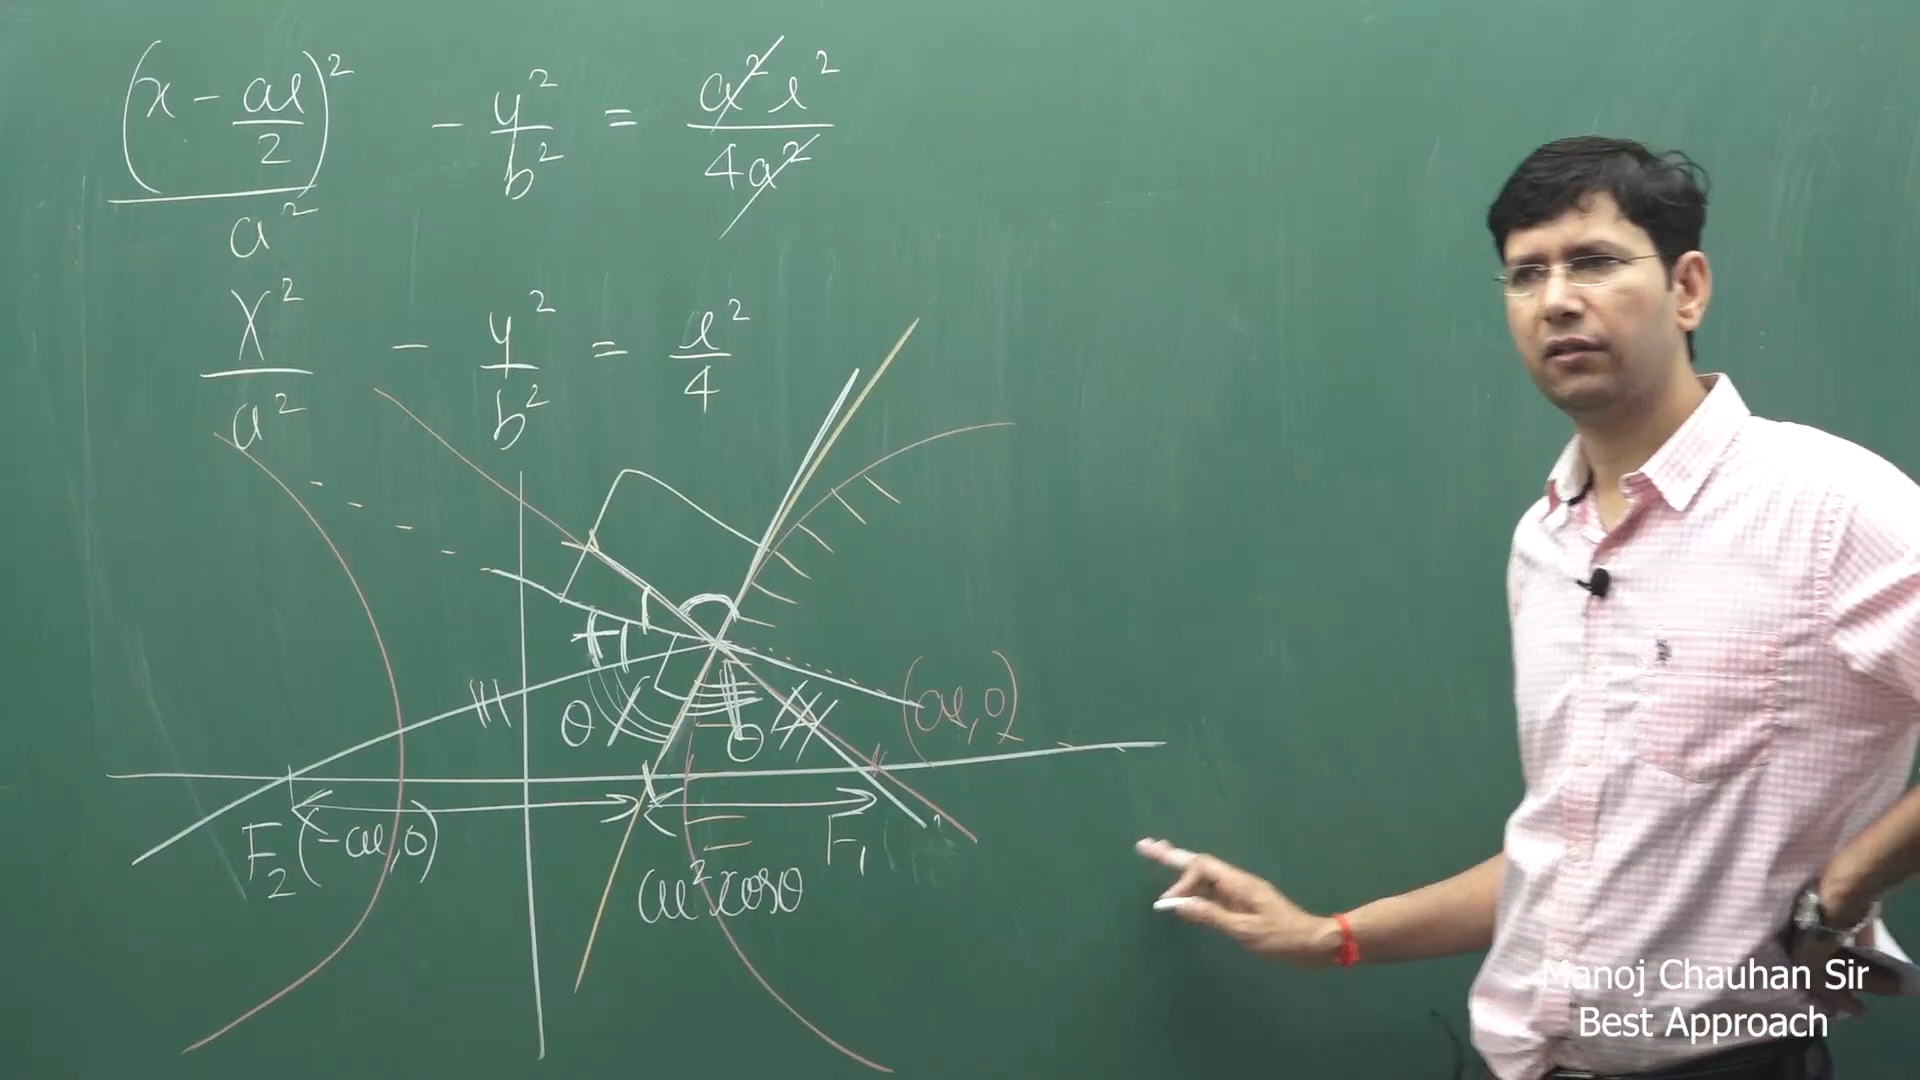 (x - ae/2)²/a² - y²/b² = a²e²/4a²
X²/a² - y²/b² = e²/4
(ae, 0)
θ θ
F₂ (-ae, 0) F₁
ae² cosθ
Manoj Chauhan Sir
Best Approach